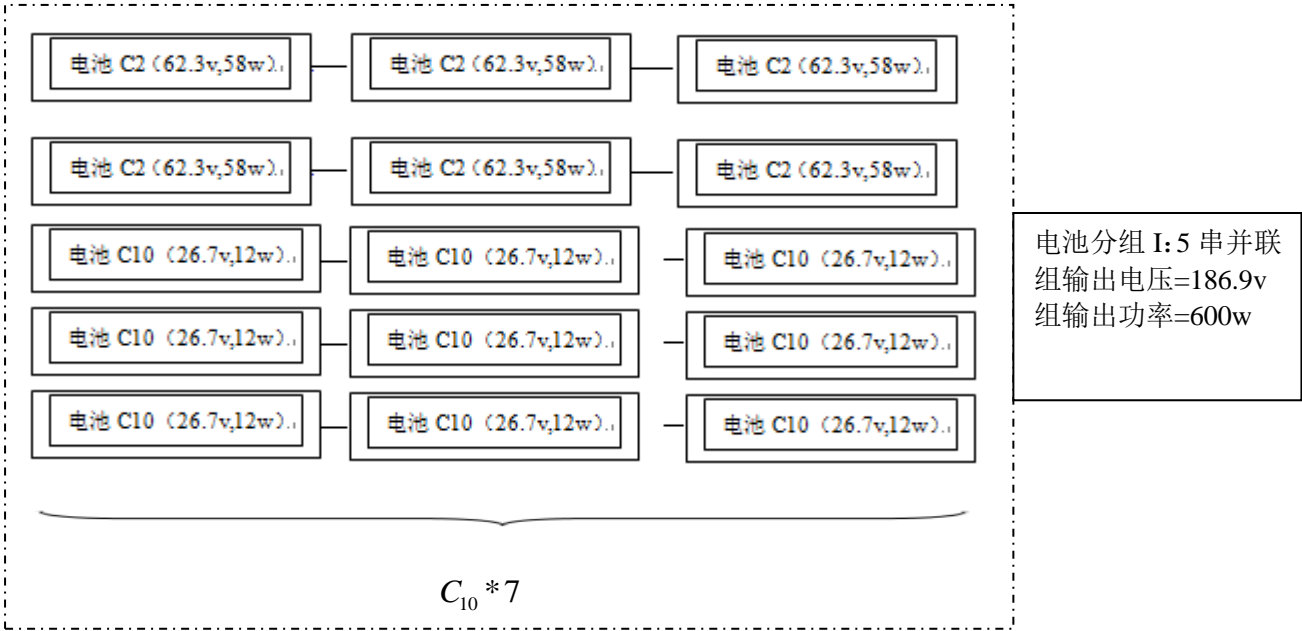 电池 C2（62.3v,58w）. 电池 C2（62.3v,58w）. 电池 C2（62.3v,58w）.
电池 C2（62.3v,58w）. 电池 C2（62.3v,58w）. 电池 C2（62.3v,58w）.
电池 C10（26.7v,12w）. 电池 C10（26.7v,12w）. 电池 C10（26.7v,12w）.
电池 C10（26.7v,12w）. 电池 C10（26.7v,12w）. 电池 C10（26.7v,12w）.
电池 C10（26.7v,12w）. 电池 C10（26.7v,12w）. 电池 C10（26.7v,12w）.
C₁₀*7
电池分组 I:5 串并联
组输出电压=186.9v
组输出功率=600w